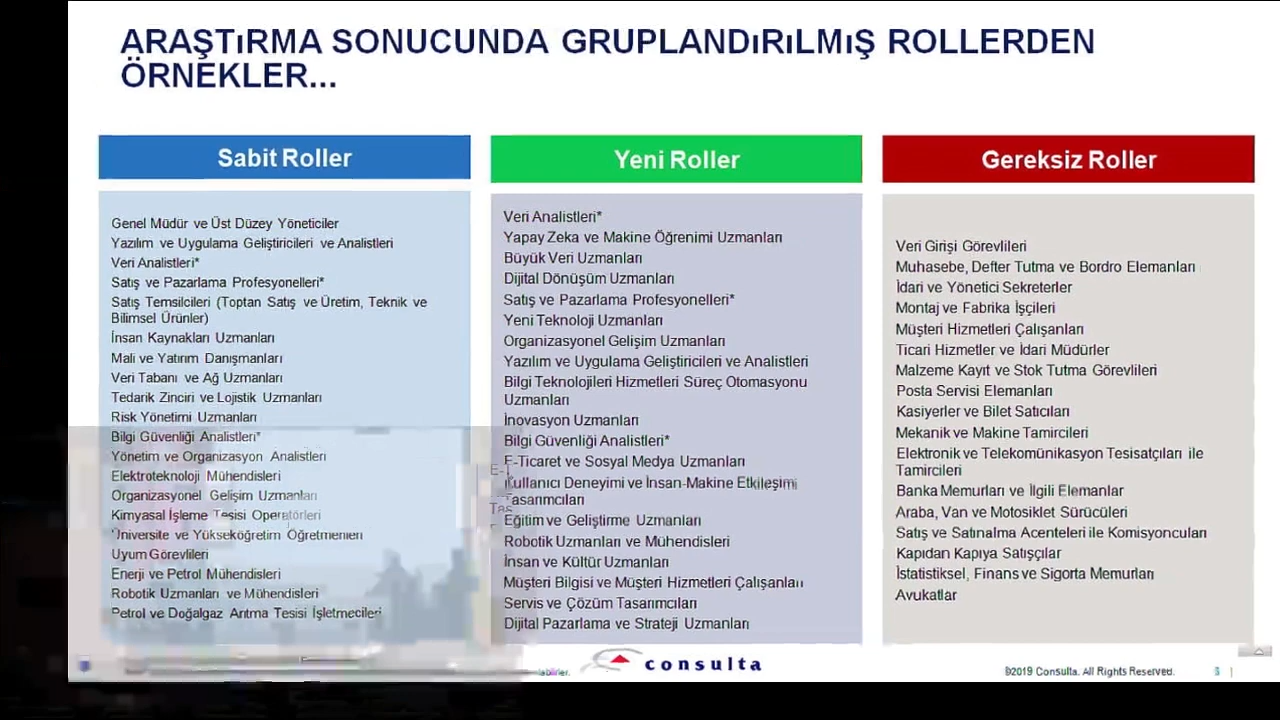 ARAŞTıRMA SONUCUNDA GRUPLANDıRıLMıŞ ROLLERDEN
ÖRNEKLER...
Sabit Roller
Genel Müdür ve Üst Düzey Yöneticiler
Yazılım ve Uygulama Geliştiricileri ve Analistleri
Veri Analistleri*
Satış ve Pazarlama Profesyonelleri*
Satış Temsilcileri (Toptan Satış ve Üretim, Teknik ve
Bilimsel Ürünler)
İnsan Kaynakları Uzmanları
Mali ve Yatırım Danışmanları
Veri Tabanı ve Ağ Uzmanları
Tedarik Zinciri ve Lojistik Uzmanları
Risk Yönetimi Uzmanları
Bilgi Güvenliği Analistleri*
Yönetim ve Organizasyon Analistleri
Elektroteknoloji Mühendisleri
Organizasyonel Gelişim Uzmanları
Kimyasal İşleme Tesisi Operatörleri
Üniversite ve Yükseköğretim Öğretmenleri
Uyum Görevlileri
Enerji ve Petrol Mühendisleri
Robotik Uzmanları ve Mühendisleri
Petrol ve Doğalgaz Arıtma Tesisi İşletmecileri
Yeni Roller
Veri Analistleri*
Yapay Zeka ve Makine Öğrenimi Uzmanları
Büyük Veri Uzmanları
Dijital Dönüşüm Uzmanları
Satış ve Pazarlama Profesyonelleri*
Yeni Teknoloji Uzmanları
Organizasyonel Gelişim Uzmanları
Yazılım ve Uygulama Geliştiricileri ve Analistleri
Bilgi Teknolojileri Hizmetleri Süreç Otomasyonu
Uzmanları
İnovasyon Uzmanları
Bilgi Güvenliği Analistleri*
E-Ticaret ve Sosyal Medya Uzmanları
Kullanıcı Deneyimi ve İnsan-Makine Etkileşimi
Tasarımcıları
Eğitim ve Geliştirme Uzmanları
Robotik Uzmanları ve Mühendisleri
İnsan ve Kültür Uzmanları
Müşteri Bilgisi ve Müşteri Hizmetleri Çalışanları
Servis ve Çözüm Tasarımcıları
Dijital Pazarlama ve Strateji Uzmanları
Gereksiz Roller
Veri Girişi Görevlileri
Muhasebe, Defter Tutma ve Bordro Elemanları
İdari ve Yönetici Sekreterler
Montaj ve Fabrika İşçileri
Müşteri Hizmetleri Çalışanları
Ticari Hizmetler ve İdari Müdürler
Malzeme Kayıt ve Stok Tutma Görevlileri
Posta Servisi Elemanları
Kasiyerler ve Bilet Satıcıları
Mekanik ve Makine Tamircileri
Elektronik ve Telekomünikasyon Tesisatçıları ile
Tamircileri
Banka Memurları ve İlgili Elemanlar
Araba, Van ve Motosiklet Sürücüleri
Satış ve Satınalma Acenteleri ile Komisyoncuları
Kapıdan Kapıya Satışçılar
İstatistiksel, Finans ve Sigorta Memurları
Avukatlar
consulta
©2019 Consulta. All Rights Reserved.